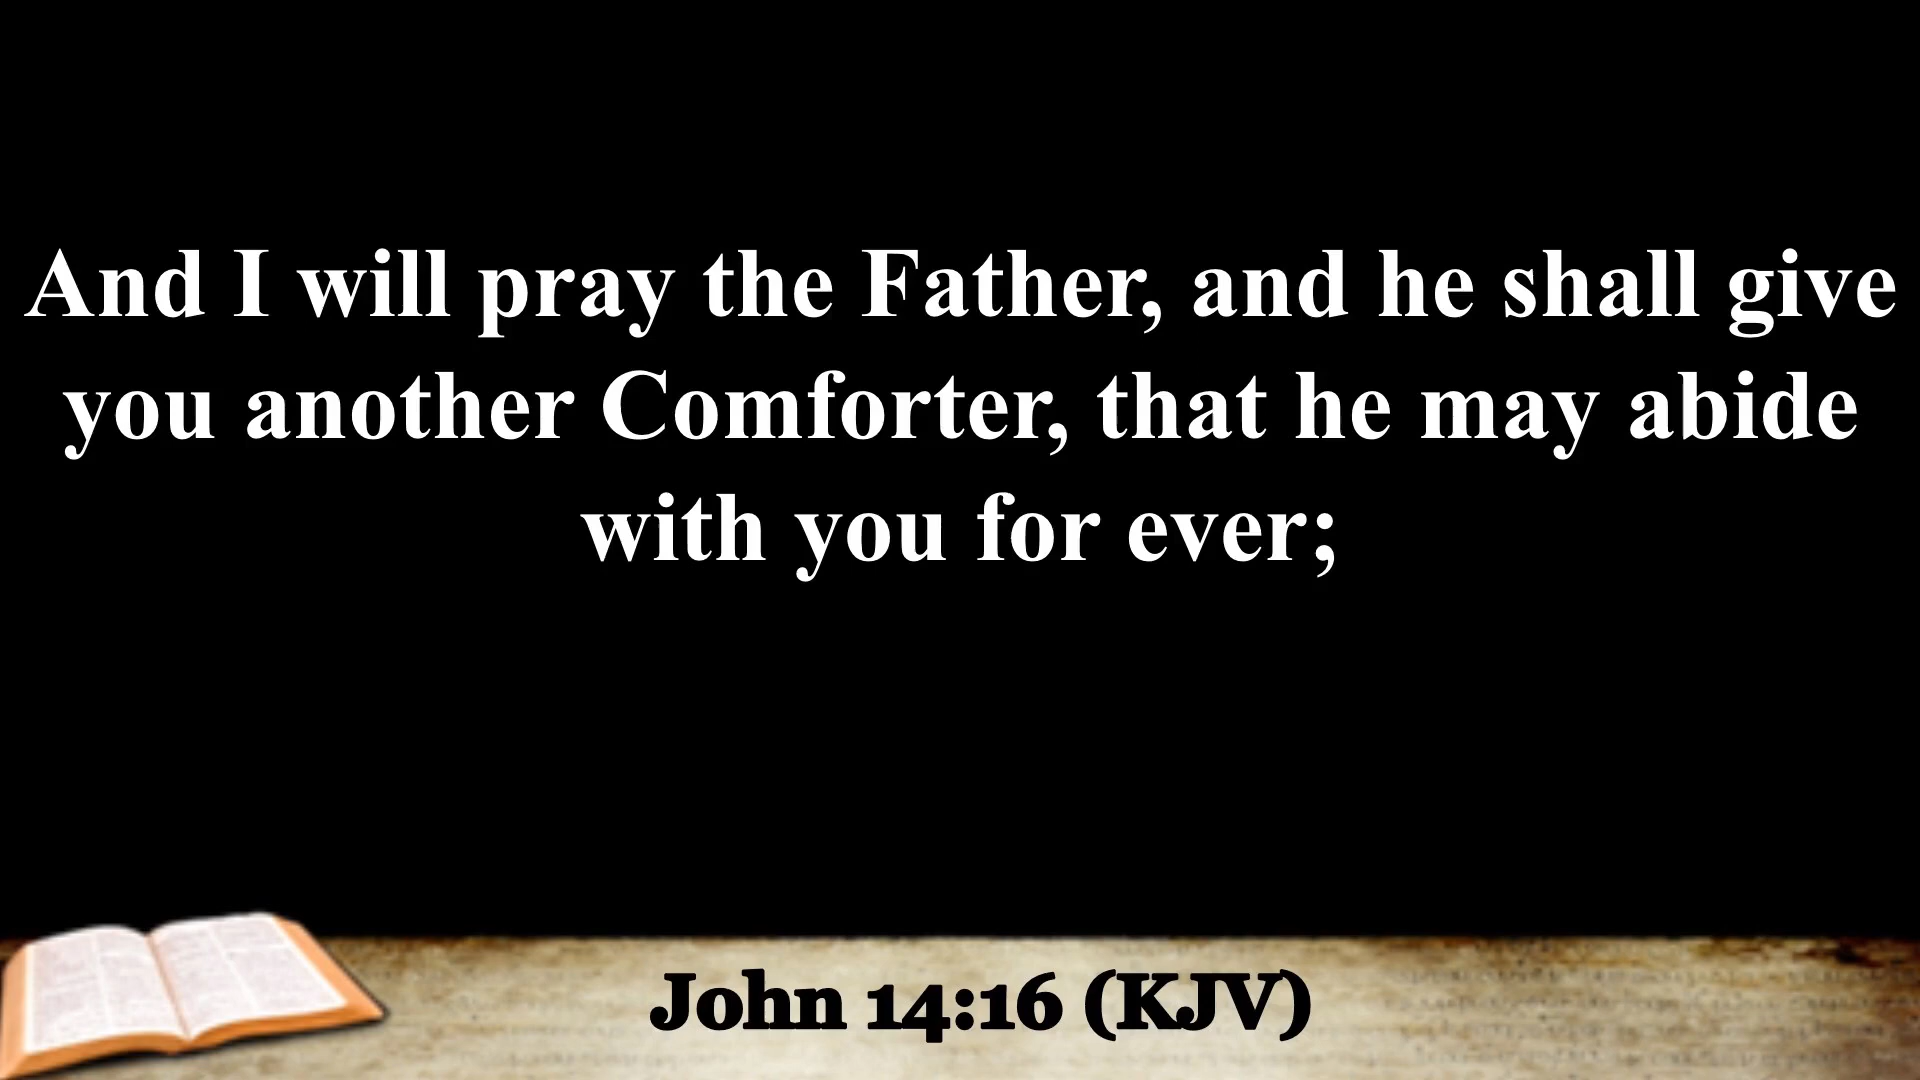 And I will pray the Father, and he shall give
you another Comforter, that he may abide
with you for ever;
John 14:16 (KJV)